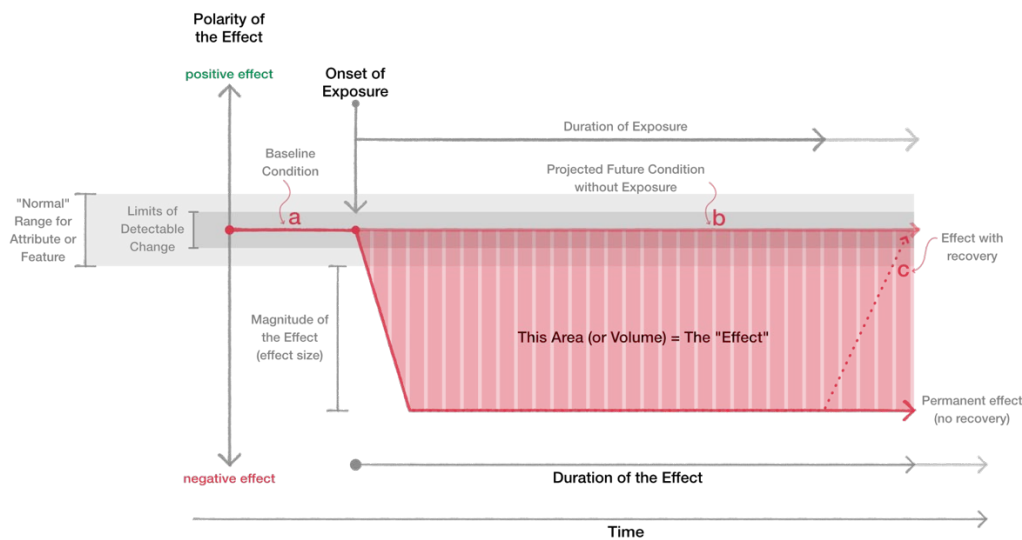 Polarity of
the Effect
positive effect
Onset of
Exposure
Duration of Exposure
Baseline
Condition
Projected Future Condition
without Exposure
"Normal"
Range for
Attribute or
Feature
Limits of
Detectable
Change
a
b
c
Effect with
recovery
Magnitude of
the Effect
(effect size)
This Area (or Volume) = The "Effect"
Permanent effect
(no recovery)
negative effect
Duration of the Effect
Time